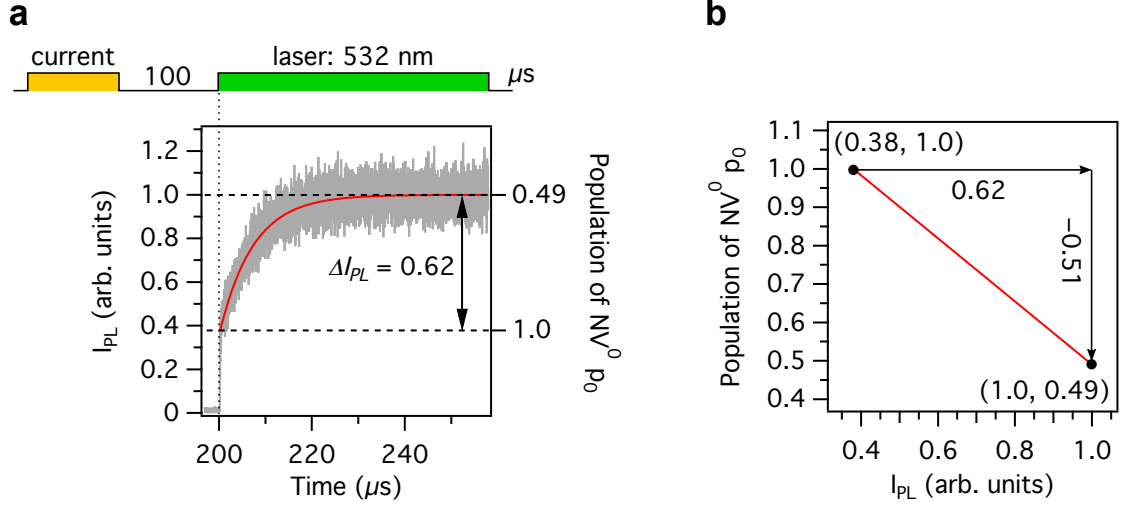 a
current
100
laser: 532 nm
µs
I_PL (arb. units)
1.2
1.0
0.8
0.6
0.4
0.2
0
ΔI_PL = 0.62
0.49
1.0
Population of NV⁰ p₀
200
220
240
Time (µs)
b
Population of NV⁰ p₀
1.1
1.0
0.9
0.8
0.7
0.6
0.5
0.4
(0.38, 1.0)
0.62
−0.51
(1.0, 0.49)
0.4
0.6
0.8
1.0
I_PL (arb. units)